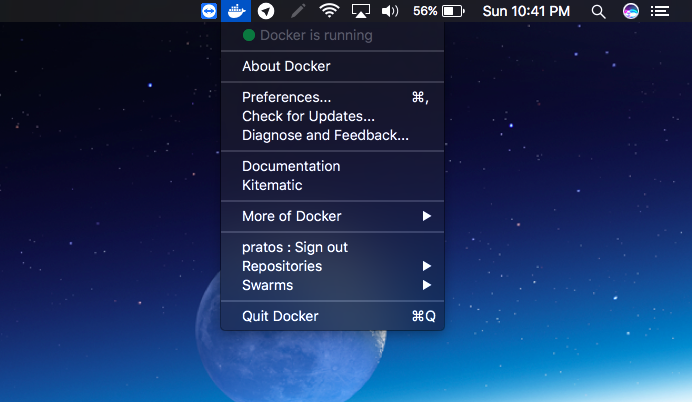 56% Sun 10:41 PM
Docker is running
About Docker
Preferences... ⌘,
Check for Updates...
Diagnose and Feedback...
Documentation
Kitematic
More of Docker
pratos : Sign out
Repositories
Swarms
Quit Docker ⌘Q